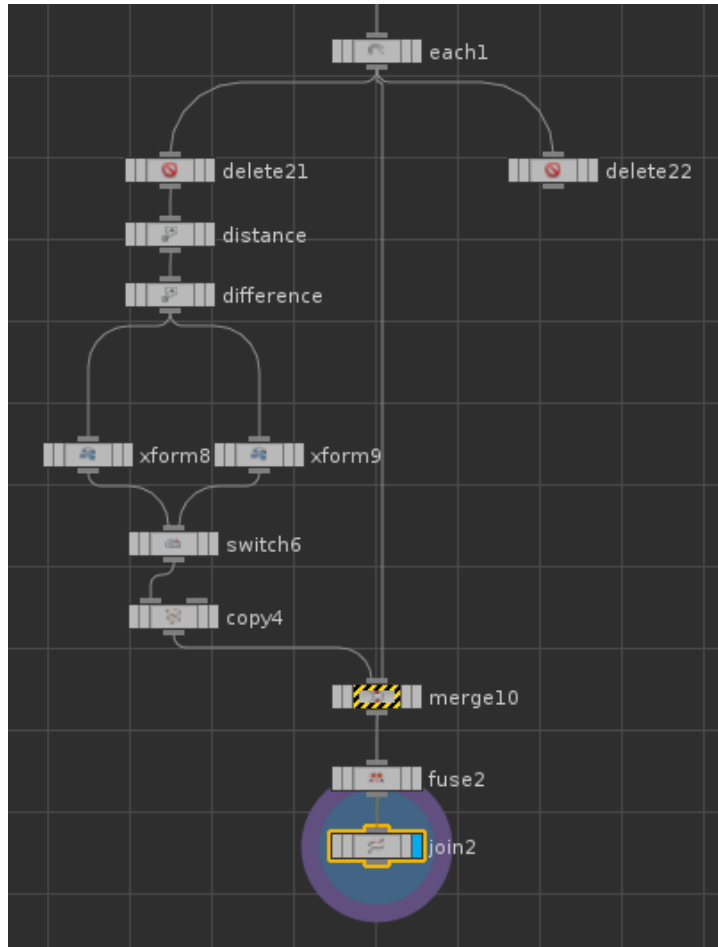 each1
delete21
delete22
distance
difference
xform8
xform9
switch6
copy4
merge10
fuse2
join2